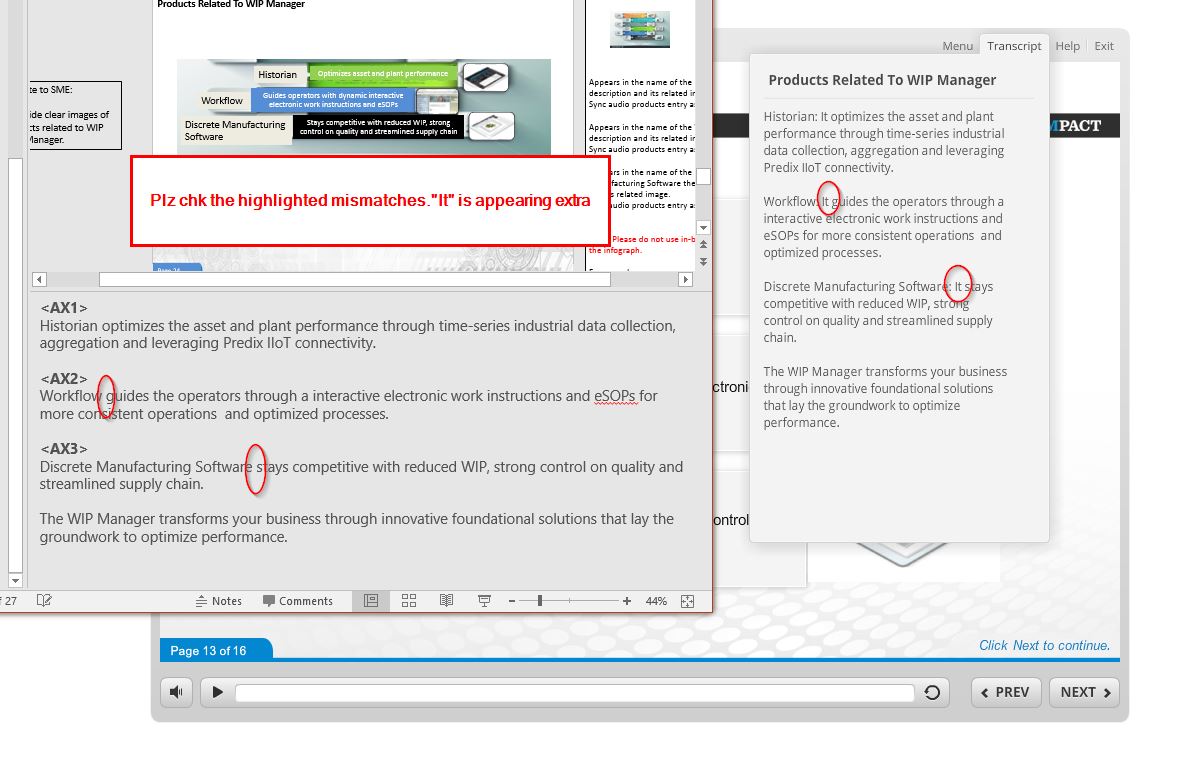 Products Related To WIP Manager
te to SME:
ide clear images of
cts related to WIP
Manager.
Historian
Optimizes asset and plant performance
Workflow
Guides operators with dynamic interactive
electronic work instructions and eSOPs
Discrete Manufacturing
Software
Stays competitive with reduced WIP, strong
control on quality and streamlined supply chain
Appears in the name of the
description and its related in
Sync audio products entry a
Appears in the name of the
description and its related in
Sync audio products entry a
ars in the name of the
facturing Software the
s related image.
udio products entry a
Please do not use in-b
the infograph.
Plz chk the highlighted mismatches."It" is appearing extra
<AX1>
Historian optimizes the asset and plant performance through time-series industrial data collection,
aggregation and leveraging Predix IIoT connectivity.
<AX2>
Workflow guides the operators through a interactive electronic work instructions and eSOPs for
more consistent operations  and optimized processes.
<AX3>
Discrete Manufacturing Software stays competitive with reduced WIP, strong control on quality and
streamlined supply chain.
The WIP Manager transforms your business through innovative foundational solutions that lay the
groundwork to optimize performance.
f 27
Notes
Comments
44%
Menu
Transcript
Help
Exit
MPACT
Products Related To WIP Manager
Historian: It optimizes the asset and plant
performance through time-series industrial
data collection, aggregation and leveraging
Predix IIoT connectivity.
Workflow: It guides the operators through a
interactive electronic work instructions and
eSOPs for more consistent operations  and
optimized processes.
Discrete Manufacturing Software: It stays
competitive with reduced WIP, strong
control on quality and streamlined supply
chain.
The WIP Manager transforms your business
through innovative foundational solutions
that lay the groundwork to optimize
performance.
ctroni
ontrol
Page 13 of 16
Click Next to continue.
PREV
NEXT